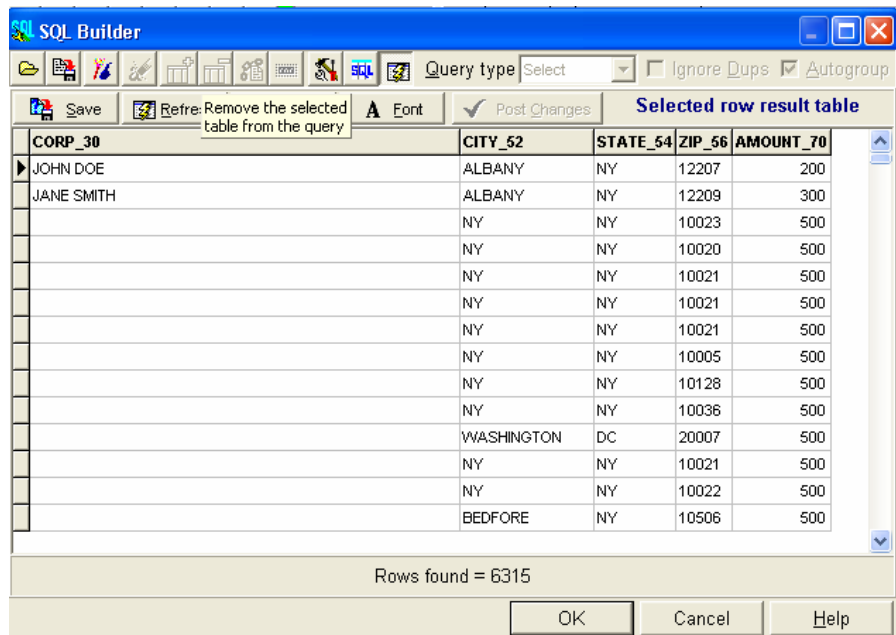 SQL Builder
SQL Query type Select Ignore Dups Autogroup
Save Refre Remove the selected table from the query A Font Post Changes Selected row result table
CORP_30 CITY_52 STATE_54 ZIP_56 AMOUNT_70
JOHN DOE ALBANY NY 12207 200
JANE SMITH ALBANY NY 12209 300
NY NY 10023 500
NY NY 10020 500
NY NY 10021 500
NY NY 10021 500
NY NY 10021 500
NY NY 10005 500
NY NY 10128 500
NY NY 10036 500
WASHINGTON DC 20007 500
NY NY 10021 500
NY NY 10022 500
BEDFORE NY 10506 500
Rows found = 6315
OK Cancel Help